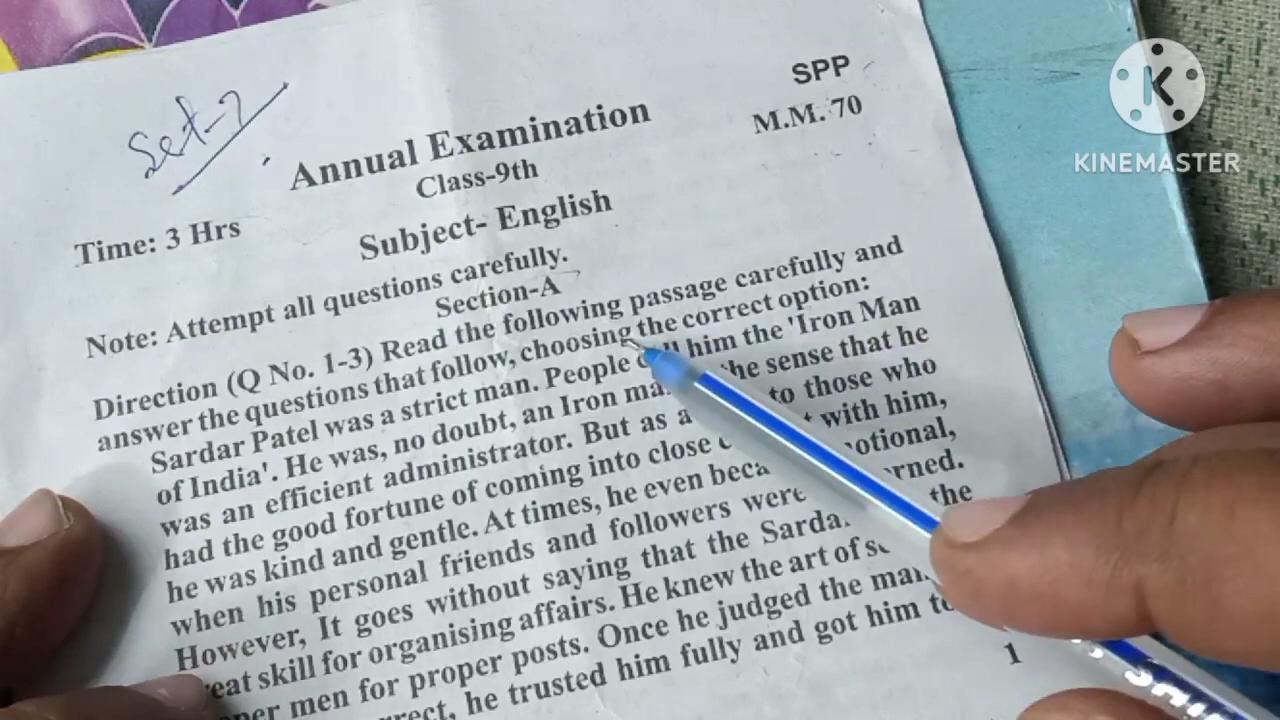 Set-2
SPP
Annual Examination
M.M. 70
Class-9th
Time: 3 Hrs
Subject- English
Note: Attempt all questions carefully.
Section-A
Direction (Q No. 1-3) Read the following passage carefully and
answer the questions that follow, choosing the correct option:
Sardar Patel was a strict man. People call him the 'Iron Man
of India'. He was, no doubt, an Iron the sense that he
was an efficient administrator. But as a to those who
had the good fortune of coming into close with him,
he was kind and gentle. At times, he even
when his personal friends and followers were
However, It goes without saying that the the
skill for organising affairs. He knew the art of
men for proper posts. Once he judged the
he trusted him fully and got him to
1
KINEMASTER